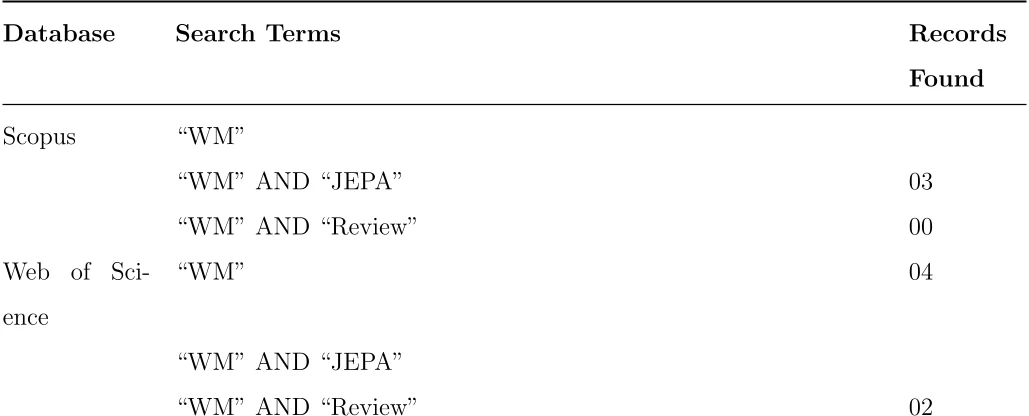 Database Search Terms Records
Found
Scopus “WM”
“WM” AND “JEPA” 03
“WM” AND “Review” 00
Web of Sci- “WM” 04
ence
“WM” AND “JEPA”
“WM” AND “Review” 02